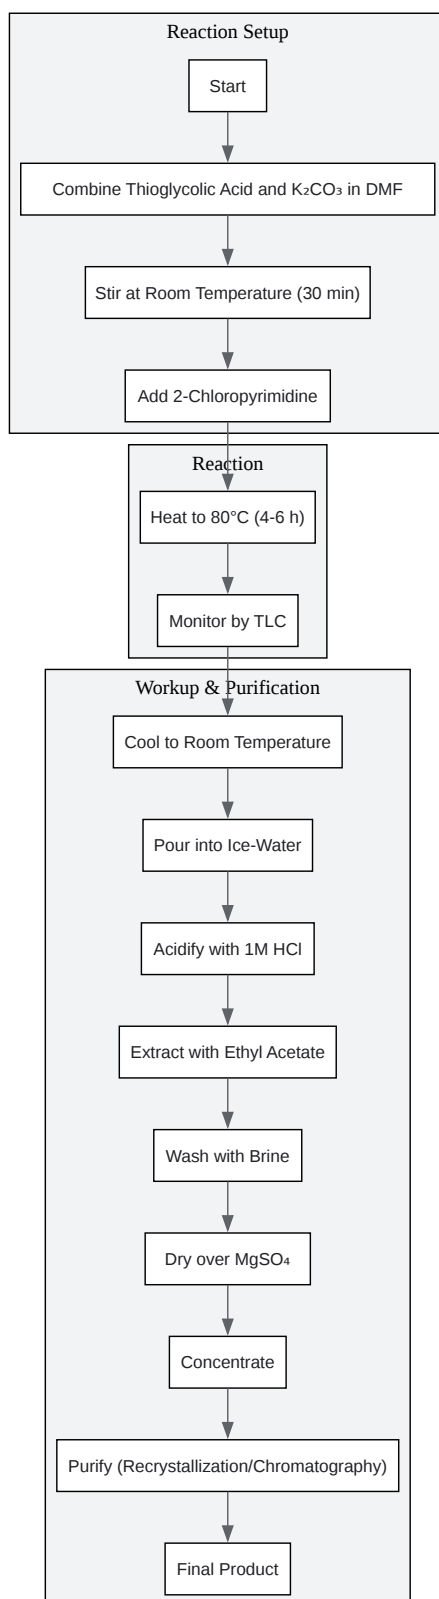 Reaction Setup
Start
Combine Thioglycolic Acid and K₂CO₃ in DMF
Stir at Room Temperature (30 min)
Add 2-Chloropyrimidine
Reaction
Heat to 80°C (4-6 h)
Monitor by TLC
Workup & Purification
Cool to Room Temperature
Pour into Ice-Water
Acidify with 1M HCl
Extract with Ethyl Acetate
Wash with Brine
Dry over MgSO₄
Concentrate
Purify (Recrystallization/Chromatography)
Final Product